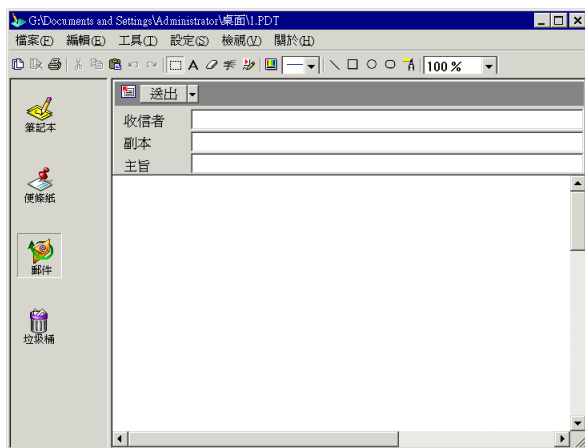 G:\Documents and Settings\Administrator\桌面\1.PDT
檔案(F) 編輯(E) 工具(T) 設定(S) 檢視(V) 關於(H)
A 100 %
送出
收信者
副本
主旨
筆記本
便條紙
郵件
垃圾桶